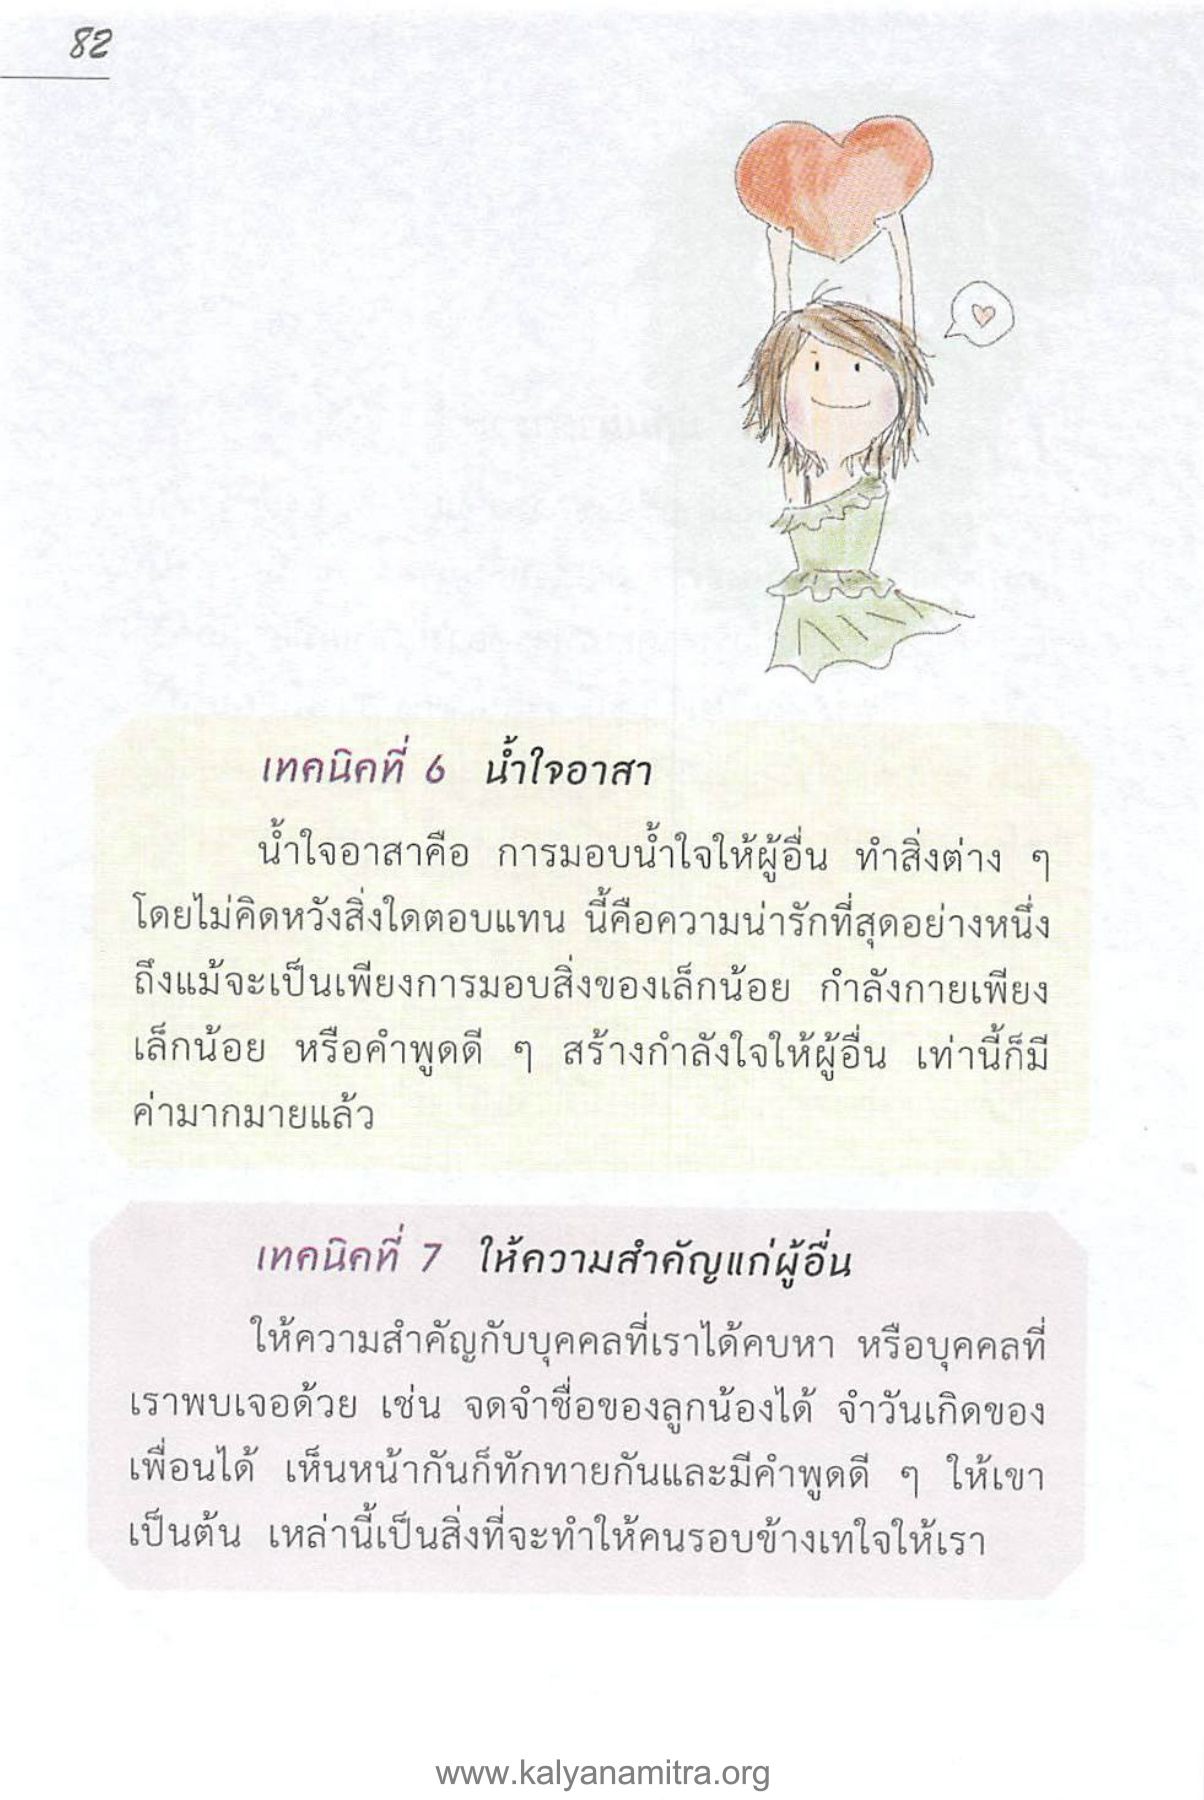 82
เทคนิคที่ 6 น้ำใจอาสา
น้ำใจอาสาคือ การมอบน้ำใจให้ผู้อื่น ทำสิ่งต่าง ๆ
โดยไม่คิดหวังสิ่งใดตอบแทน นี้คือความน่ารักที่สุดอย่างหนึ่ง
ถึงแม้จะเป็นเพียงการมอบสิ่งของเล็กน้อย กำลังกายเพียง
เล็กน้อย หรือคำพูดดี ๆ สร้างกำลังใจให้ผู้อื่น เท่านี้ก็มี
ค่ามากมายแล้ว
เทคนิคที่ 7 ให้ความสำคัญแก่ผู้อื่น
ให้ความสำคัญกับบุคคลที่เราได้คบหา หรือบุคคลที่
เราพบเจอด้วย เช่น จดจำชื่อของลูกน้องได้ จำวันเกิดของ
เพื่อนได้ เห็นหน้ากันก็ทักทายกันและมีคำพูดดี ๆ ให้เขา
เป็นต้น เหล่านี้เป็นสิ่งที่จะทำให้คนรอบข้างเทใจให้เรา
www.kalyanamitra.org